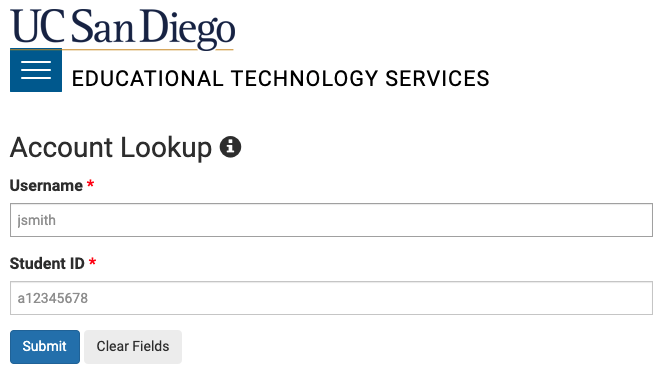 UC San Diego
EDUCATIONAL TECHNOLOGY SERVICES
Account Lookup
Username *
jsmith
Student ID *
a12345678
Submit Clear Fields